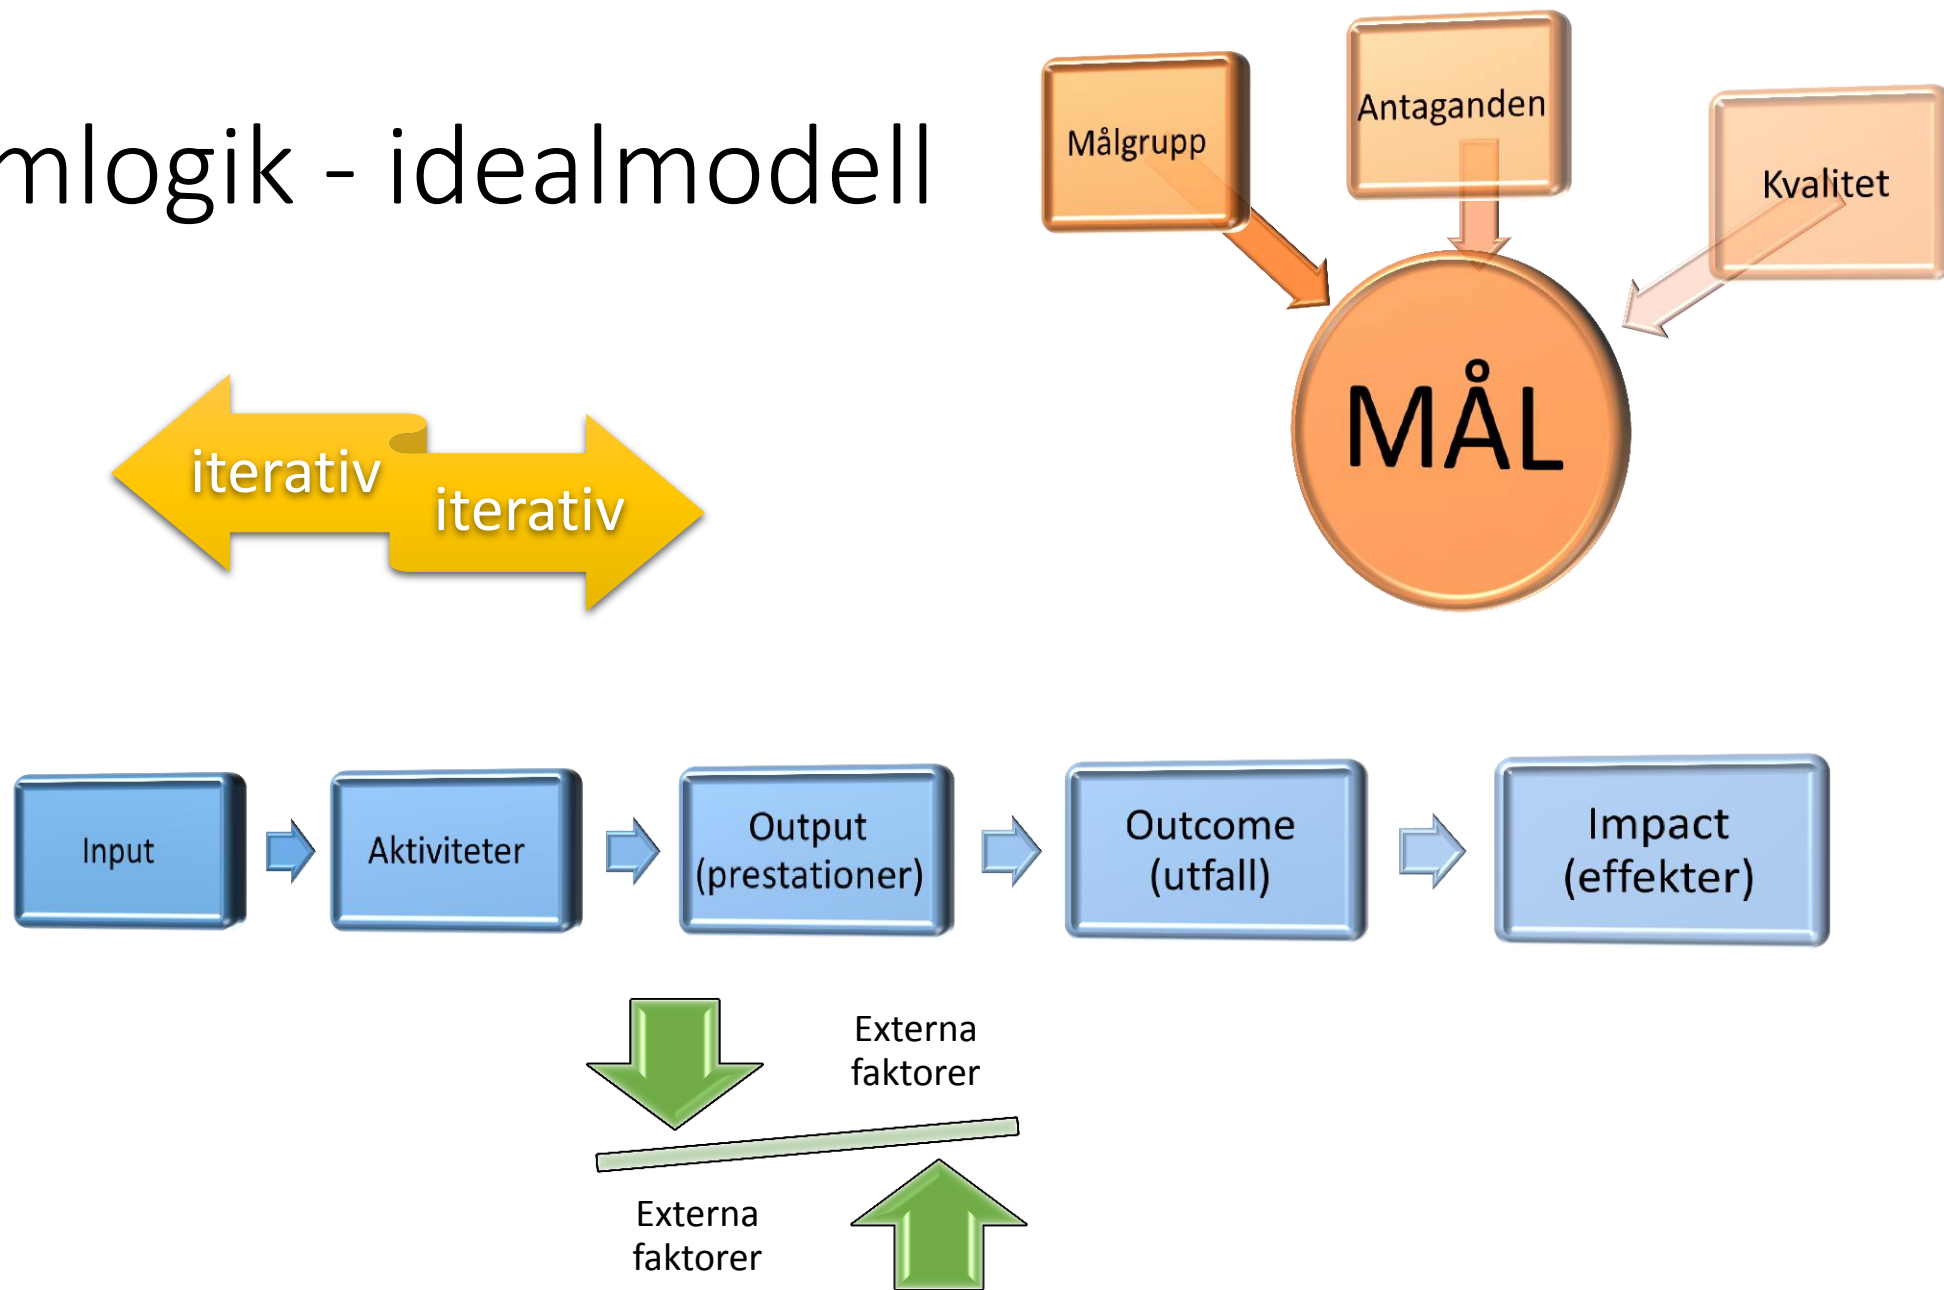 mlogik - idealmodell
Målgrupp
Antaganden
Kvalitet
MÅL
iterativ
iterativ
Input
Aktiviteter
Output
(prestationer)
Outcome
(utfall)
Impact
(effekter)
Externa
faktorer
Externa
faktorer